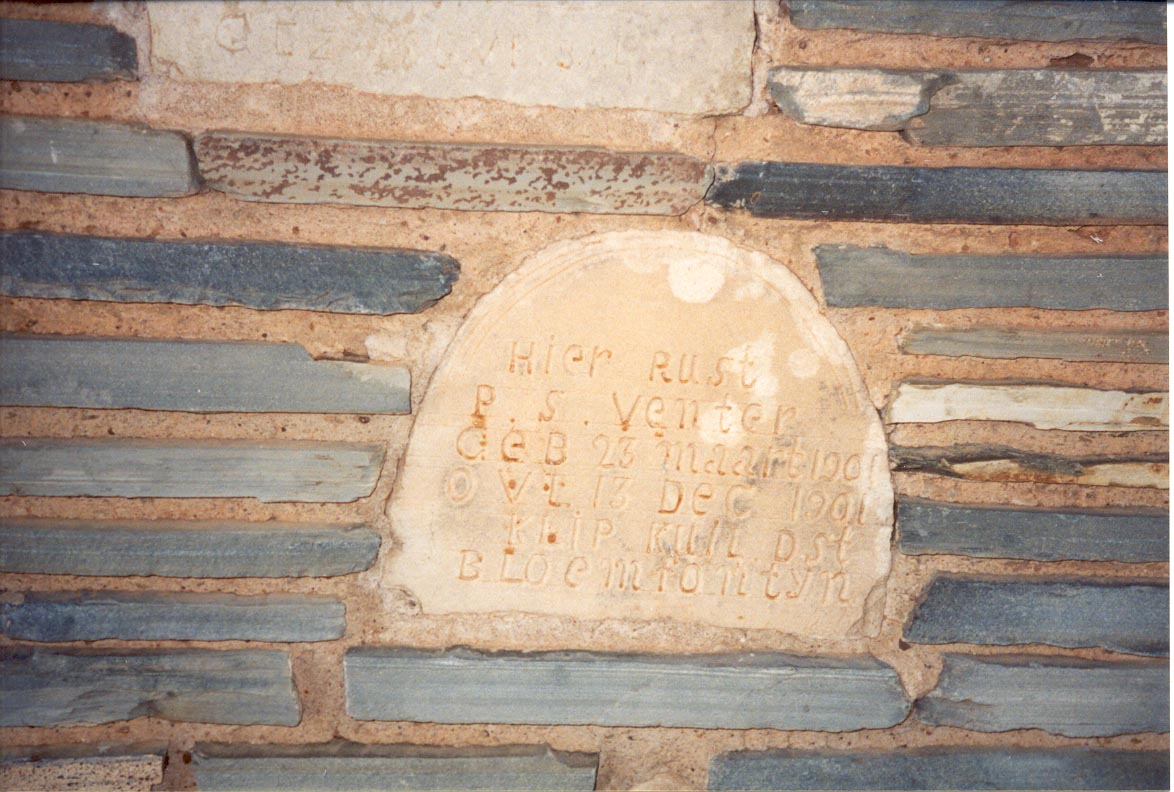 Hier Rust
P. S. Venter
GeB 23 maart 1901
OVL 13 Dec 1901
KLIP KUIL Dst
BLOemfontyn